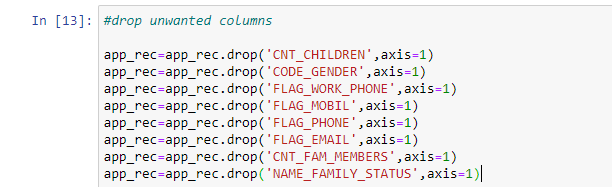 In [13]: #drop unwanted columns
app_rec=app_rec.drop('CNT_CHILDREN',axis=1)
app_rec=app_rec.drop('CODE_GENDER',axis=1)
app_rec=app_rec.drop('FLAG_WORK_PHONE',axis=1)
app_rec=app_rec.drop('FLAG_MOBIL',axis=1)
app_rec=app_rec.drop('FLAG_PHONE',axis=1)
app_rec=app_rec.drop('FLAG_EMAIL',axis=1)
app_rec=app_rec.drop('CNT_FAM_MEMBERS',axis=1)
app_rec=app_rec.drop('NAME_FAMILY_STATUS',axis=1)